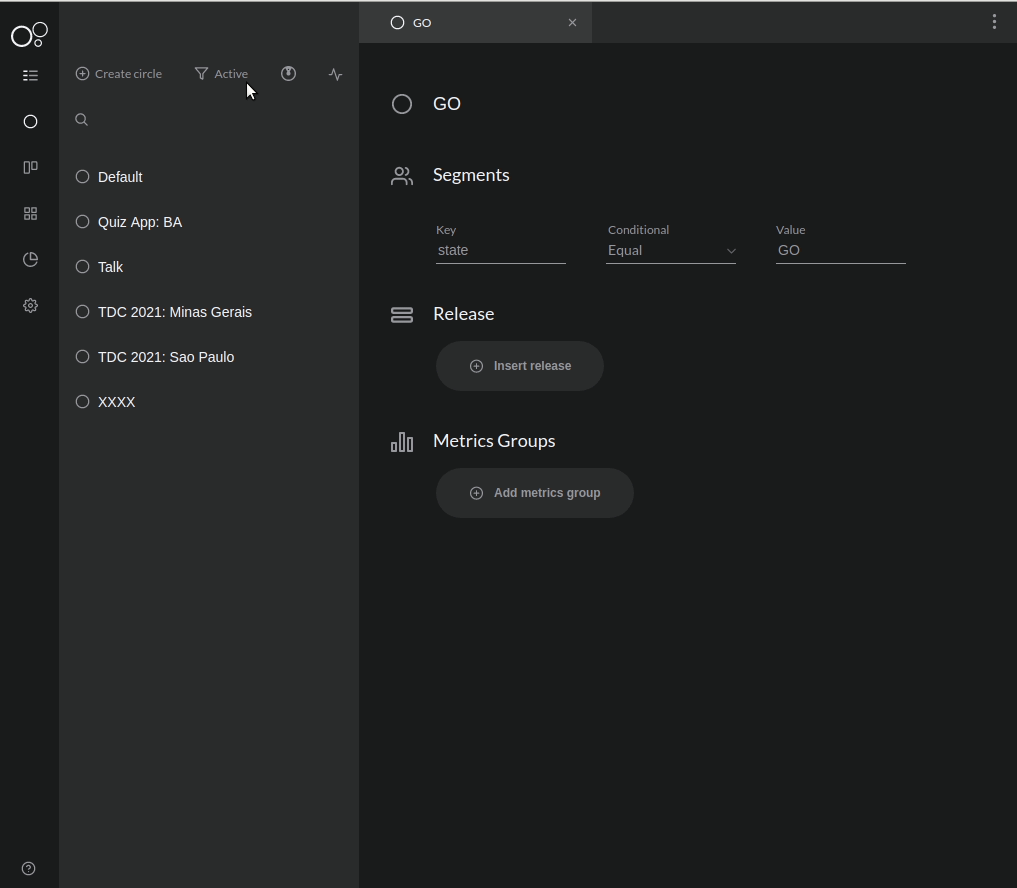 GO
Create circle
Active
Default
Quiz App: BA
Talk
TDC 2021: Minas Gerais
TDC 2021: Sao Paulo
XXXX
GO
Segments
Key
Conditional
Value
state
Equal
GO
Release
Insert release
Metrics Groups
Add metrics group